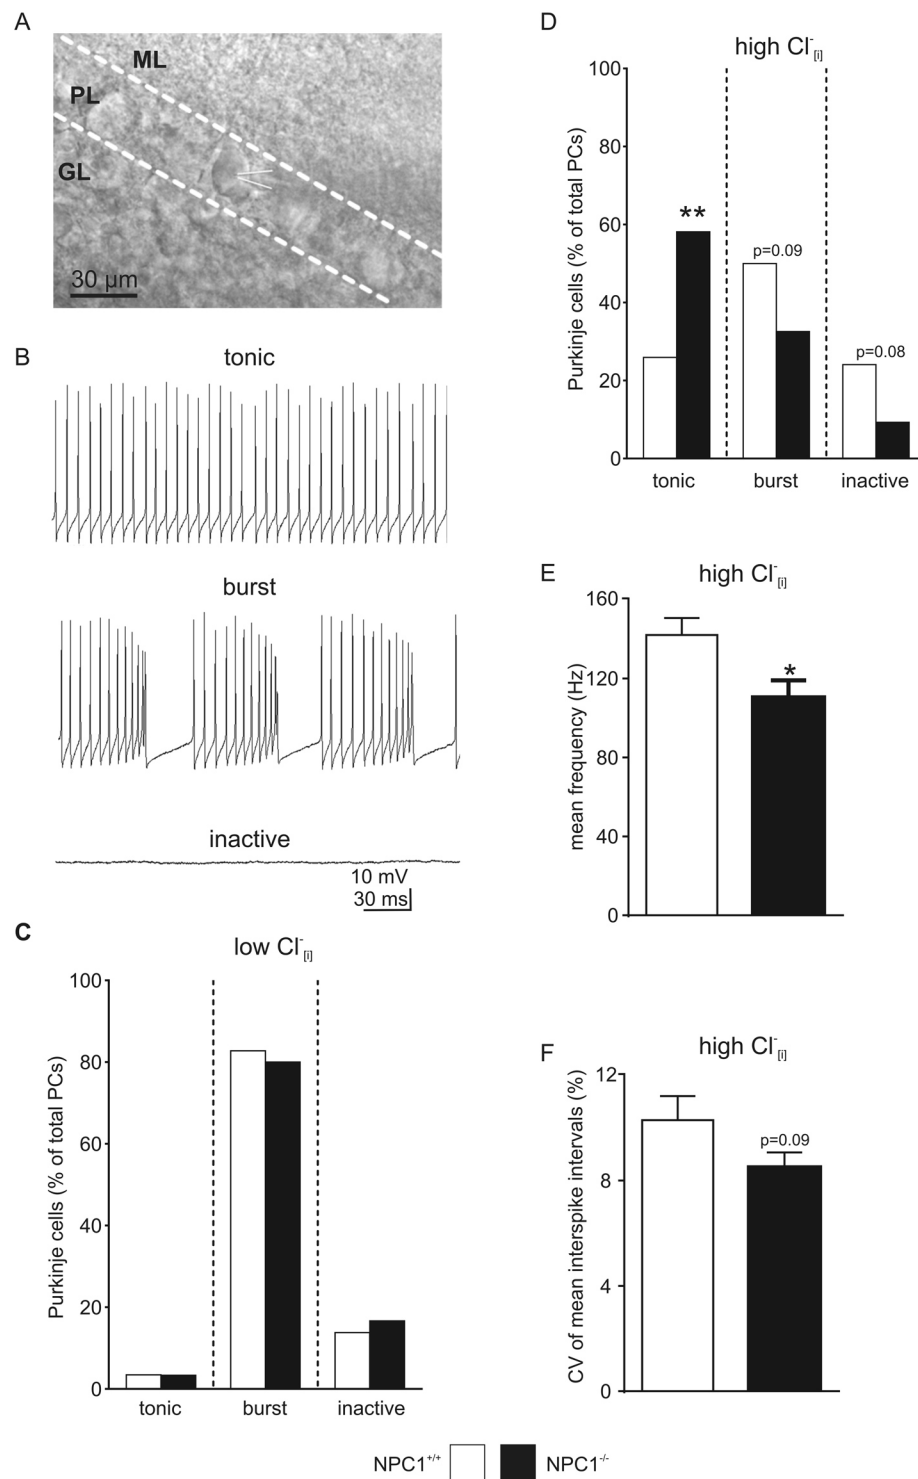 A
ML
PL
GL
30 μm
B
tonic
burst
inactive
10 mV
30 ms
C
low Cl⁻[i]
Purkinje cells (% of total PCs)
100
80
60
40
20
0
tonic burst inactive
D
high Cl⁻[i]
Purkinje cells (% of total PCs)
100
80
60
40
20
0
**
p=0.09
p=0.08
tonic burst inactive
E
high Cl⁻[i]
mean frequency (Hz)
160
120
80
40
0
*
F
high Cl⁻[i]
CV of mean interspike intervals (%)
12
8
4
0
p=0.09
NPC1⁺/⁺ NPC1⁻/⁻